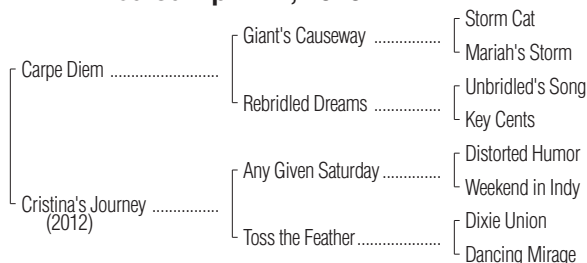 Giant's Causeway
Storm Cat
Mariah's Storm
Carpe Diem
Rebridled Dreams
Unbridled's Song
Key Cents
Any Given Saturday
Distorted Humor
Weekend in Indy
Cristina's Journey
(2012)
Toss the Feather
Dixie Union
Dancing Mirage